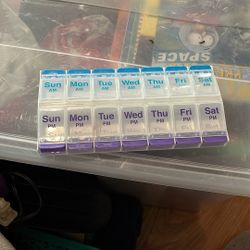 SPACE
Sun Mon Tue Wed Thu Fri Sat
AM AM AM AM AM AM AM
Sun Mon Tue Wed Thu Fri Sat
PM PM PM PM PM PM PM